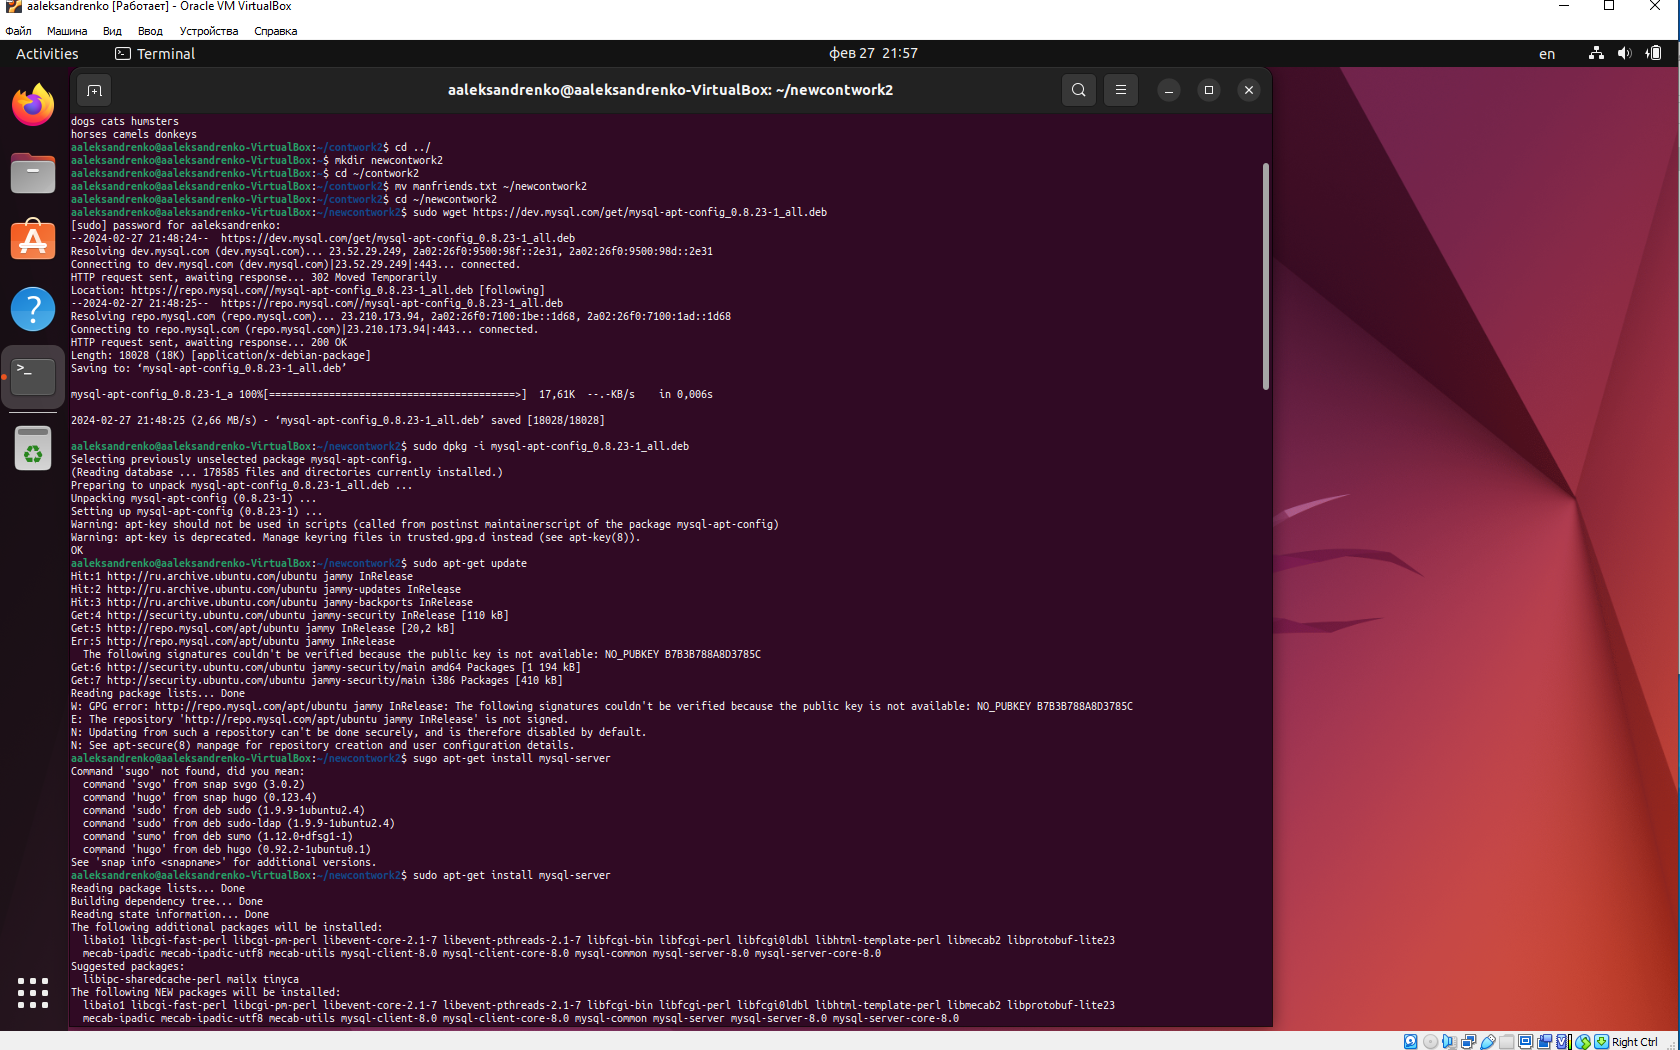 aaleksandrenko [Работает] - Oracle VM VirtualBox
Файл Машина Вид Ввод Устройства Справка
Activities Terminal фев 27 21:57 en
aaleksandrenko@aaleksandrenko-VirtualBox: ~/newcontwork2
dogs cats humsters
horses camels donkeys
aaleksandrenko@aaleksandrenko-VirtualBox:~/contwork2$ cd ../
aaleksandrenko@aaleksandrenko-VirtualBox:~$ mkdir newcontwork2
aaleksandrenko@aaleksandrenko-VirtualBox:~$ cd ~/contwork2
aaleksandrenko@aaleksandrenko-VirtualBox:~/contwork2$ mv manfriends.txt ~/newcontwork2
aaleksandrenko@aaleksandrenko-VirtualBox:~/contwork2$ cd ~/newcontwork2
aaleksandrenko@aaleksandrenko-VirtualBox:~/newcontwork2$ sudo wget https://dev.mysql.com/get/mysql-apt-config_0.8.23-1_all.deb
[sudo] password for aaleksandrenko:
--2024-02-27 21:48:24-- https://dev.mysql.com/get/mysql-apt-config_0.8.23-1_all.deb
Resolving dev.mysql.com (dev.mysql.com)... 23.52.29.249, 2a02:26f0:9500:98f::2e31, 2a02:26f0:9500:98d::2e31
Connecting to dev.mysql.com (dev.mysql.com)|23.52.29.249|:443... connected.
HTTP request sent, awaiting response... 302 Moved Temporarily
Location: https://repo.mysql.com//mysql-apt-config_0.8.23-1_all.deb [following]
--2024-02-27 21:48:25-- https://repo.mysql.com//mysql-apt-config_0.8.23-1_all.deb
Resolving repo.mysql.com (repo.mysql.com)... 23.210.173.94, 2a02:26f0:7100:1be::1d68, 2a02:26f0:7100:1ad::1d68
Connecting to repo.mysql.com (repo.mysql.com)|23.210.173.94|:443... connected.
HTTP request sent, awaiting response... 200 OK
Length: 18028 (18K) [application/x-debian-package]
Saving to: ‘mysql-apt-config_0.8.23-1_all.deb’
mysql-apt-config_0.8.23-1_a 100%[=========================================>] 17,61K --.-KB/s in 0,006s
2024-02-27 21:48:25 (2,66 MB/s) - ‘mysql-apt-config_0.8.23-1_all.deb’ saved [18028/18028]
aaleksandrenko@aaleksandrenko-VirtualBox:~/newcontwork2$ sudo dpkg -i mysql-apt-config_0.8.23-1_all.deb
Selecting previously unselected package mysql-apt-config.
(Reading database ... 178585 files and directories currently installed.)
Preparing to unpack mysql-apt-config_0.8.23-1_all.deb ...
Unpacking mysql-apt-config (0.8.23-1) ...
Setting up mysql-apt-config (0.8.23-1) ...
Warning: apt-key should not be used in scripts (called from postinst maintainerscript of the package mysql-apt-config)
Warning: apt-key is deprecated. Manage keyring files in trusted.gpg.d instead (see apt-key(8)).
OK
aaleksandrenko@aaleksandrenko-VirtualBox:~/newcontwork2$ sudo apt-get update
Hit:1 http://ru.archive.ubuntu.com/ubuntu jammy InRelease
Hit:2 http://ru.archive.ubuntu.com/ubuntu jammy-updates InRelease
Hit:3 http://ru.archive.ubuntu.com/ubuntu jammy-backports InRelease
Get:4 http://security.ubuntu.com/ubuntu jammy-security InRelease [110 kB]
Get:5 http://repo.mysql.com/apt/ubuntu jammy InRelease [20,2 kB]
Err:5 http://repo.mysql.com/apt/ubuntu jammy InRelease
The following signatures couldn't be verified because the public key is not available: NO_PUBKEY B7B3B788A8D3785C
Get:6 http://security.ubuntu.com/ubuntu jammy-security/main amd64 Packages [1 194 kB]
Get:7 http://security.ubuntu.com/ubuntu jammy-security/main i386 Packages [410 kB]
Reading package lists... Done
W: GPG error: http://repo.mysql.com/apt/ubuntu jammy InRelease: The following signatures couldn't be verified because the public key is not available: NO_PUBKEY B7B3B788A8D3785C
E: The repository 'http://repo.mysql.com/apt/ubuntu jammy InRelease' is not signed.
N: Updating from such a repository can't be done securely, and is therefore disabled by default.
N: See apt-secure(8) manpage for repository creation and user configuration details.
aaleksandrenko@aaleksandrenko-VirtualBox:~/newcontwork2$ sugo apt-get install mysql-server
Command 'sugo' not found, did you mean:
command 'svgo' from snap svgo (3.0.2)
command 'hugo' from snap hugo (0.123.4)
command 'sudo' from deb sudo (1.9.9-1ubuntu2.4)
command 'sudo' from deb sudo-ldap (1.9.9-1ubuntu2.4)
command 'sumo' from deb sumo (1.12.0+dfsg1-1)
command 'hugo' from deb hugo (0.92.2-1ubuntu0.1)
See 'snap info <snapname>' for additional versions.
aaleksandrenko@aaleksandrenko-VirtualBox:~/newcontwork2$ sudo apt-get install mysql-server
Reading package lists... Done
Building dependency tree... Done
Reading state information... Done
The following additional packages will be installed:
libaio1 libcgi-fast-perl libcgi-pm-perl libevent-core-2.1-7 libevent-pthreads-2.1-7 libfcgi-bin libfcgi-perl libfcgi0ldbl libhtml-template-perl libmecab2 libprotobuf-lite23
mecab-ipadic mecab-ipadic-utf8 mecab-utils mysql-client-8.0 mysql-client-core-8.0 mysql-common mysql-server-8.0 mysql-server-core-8.0
Suggested packages:
libipc-sharedcache-perl mailx tinyca
The following NEW packages will be installed:
libaio1 libcgi-fast-perl libcgi-pm-perl libevent-core-2.1-7 libevent-pthreads-2.1-7 libfcgi-bin libfcgi-perl libfcgi0ldbl libhtml-template-perl libmecab2 libprotobuf-lite23
mecab-ipadic mecab-ipadic-utf8 mecab-utils mysql-client-8.0 mysql-client-core-8.0 mysql-common mysql-server mysql-server-8.0 mysql-server-core-8.0
Right Ctrl